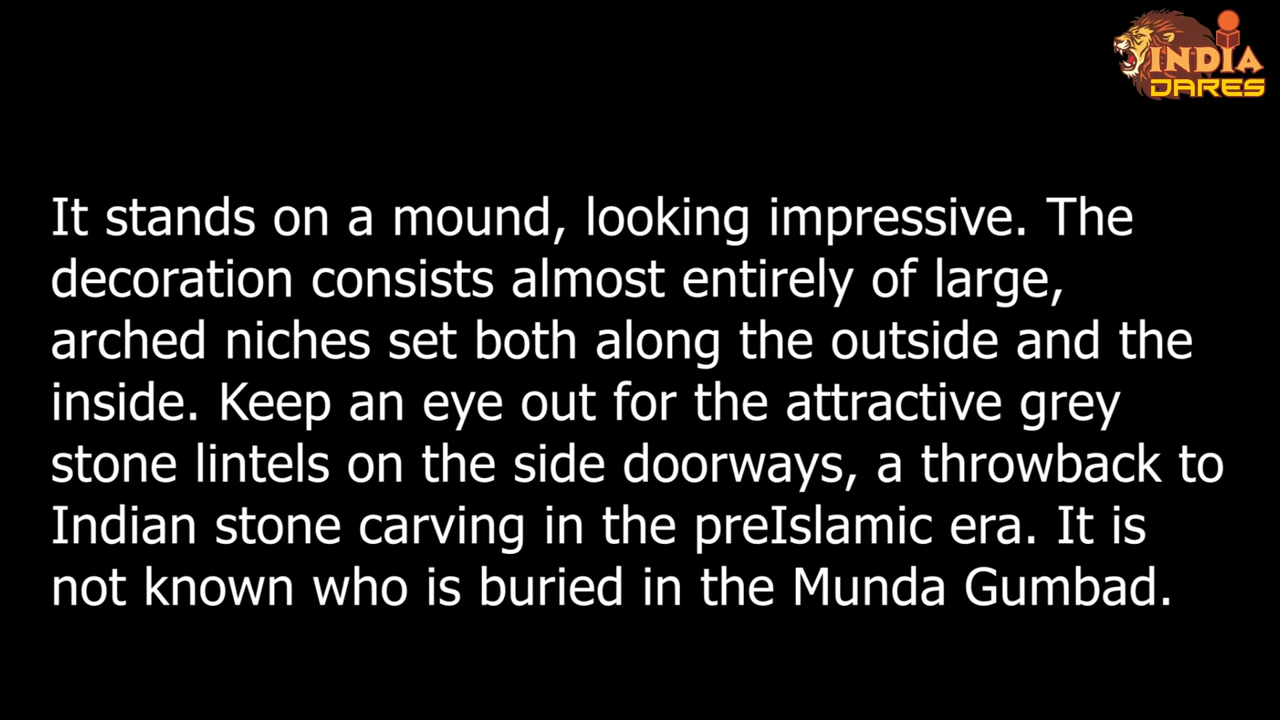 INDIA
DARES
It stands on a mound, looking impressive. The
decoration consists almost entirely of large,
arched niches set both along the outside and the
inside. Keep an eye out for the attractive grey
stone lintels on the side doorways, a throwback to
Indian stone carving in the preIslamic era. It is
not known who is buried in the Munda Gumbad.